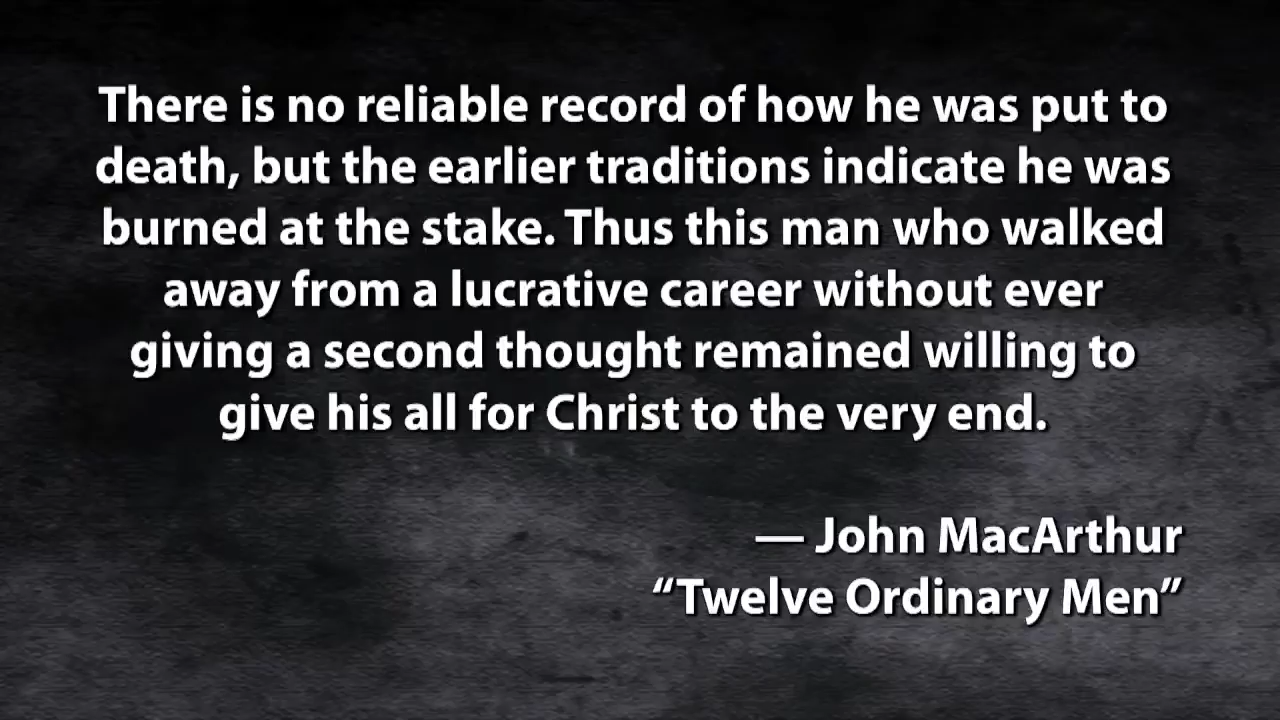 There is no reliable record of how he was put to
death, but the earlier traditions indicate he was
burned at the stake. Thus this man who walked
away from a lucrative career without ever
giving a second thought remained willing to
give his all for Christ to the very end.
— John MacArthur
“Twelve Ordinary Men”